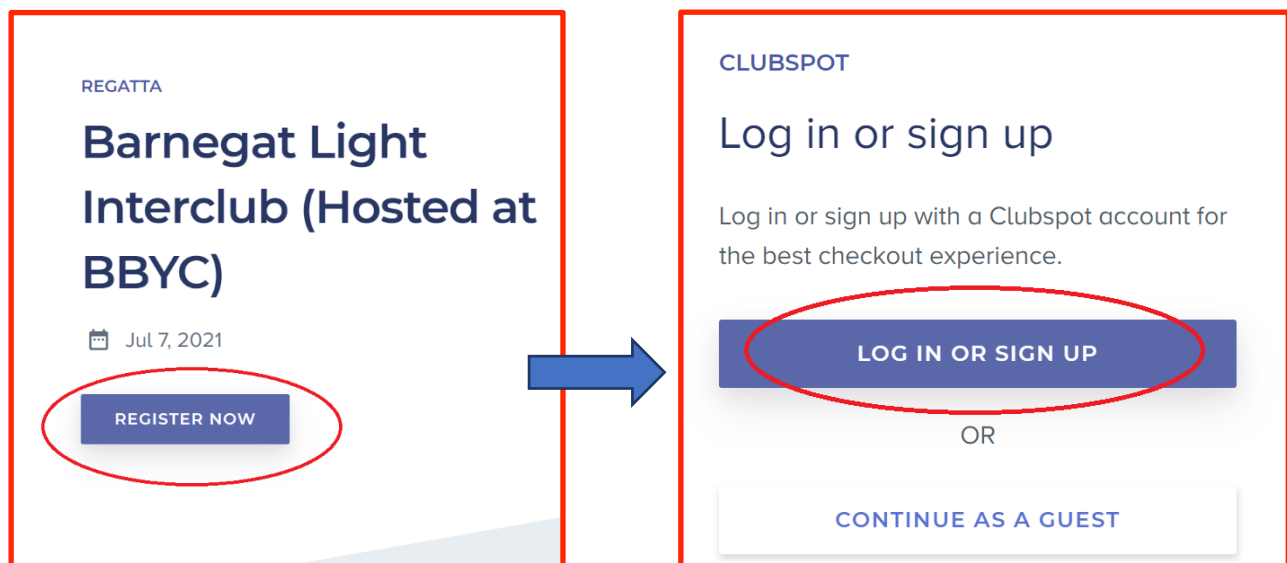 REGATTA
Barnegat Light
Interclub (Hosted at
BBYC)
Jul 7, 2021
REGISTER NOW
CLUBSPOT
Log in or sign up
Log in or sign up with a Clubspot account for
the best checkout experience.
LOG IN OR SIGN UP
OR
CONTINUE AS A GUEST